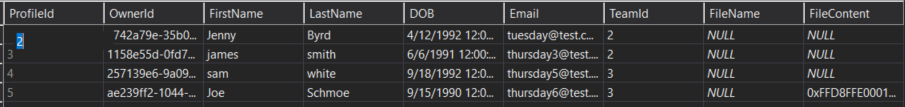 ProfileId OwnerId FirstName LastName DOB Email TeamId FileName FileContent
2 742a79e-35b0... Jenny Byrd 4/12/1992 12:0... tuesday@test.c... 2 NULL NULL
3 1158e55d-0fd7... james smith 6/6/1991 12:00:... thursday3@test.... 2 NULL NULL
4 257139e6-9a09... sam white 9/18/1992 12:0... thursday5@test.... 3 NULL NULL
5 ae239ff2-1044-... Joe Schmoe 9/15/1990 12:0... thursday6@test.... 3 NULL 0xFFD8FFE0001...